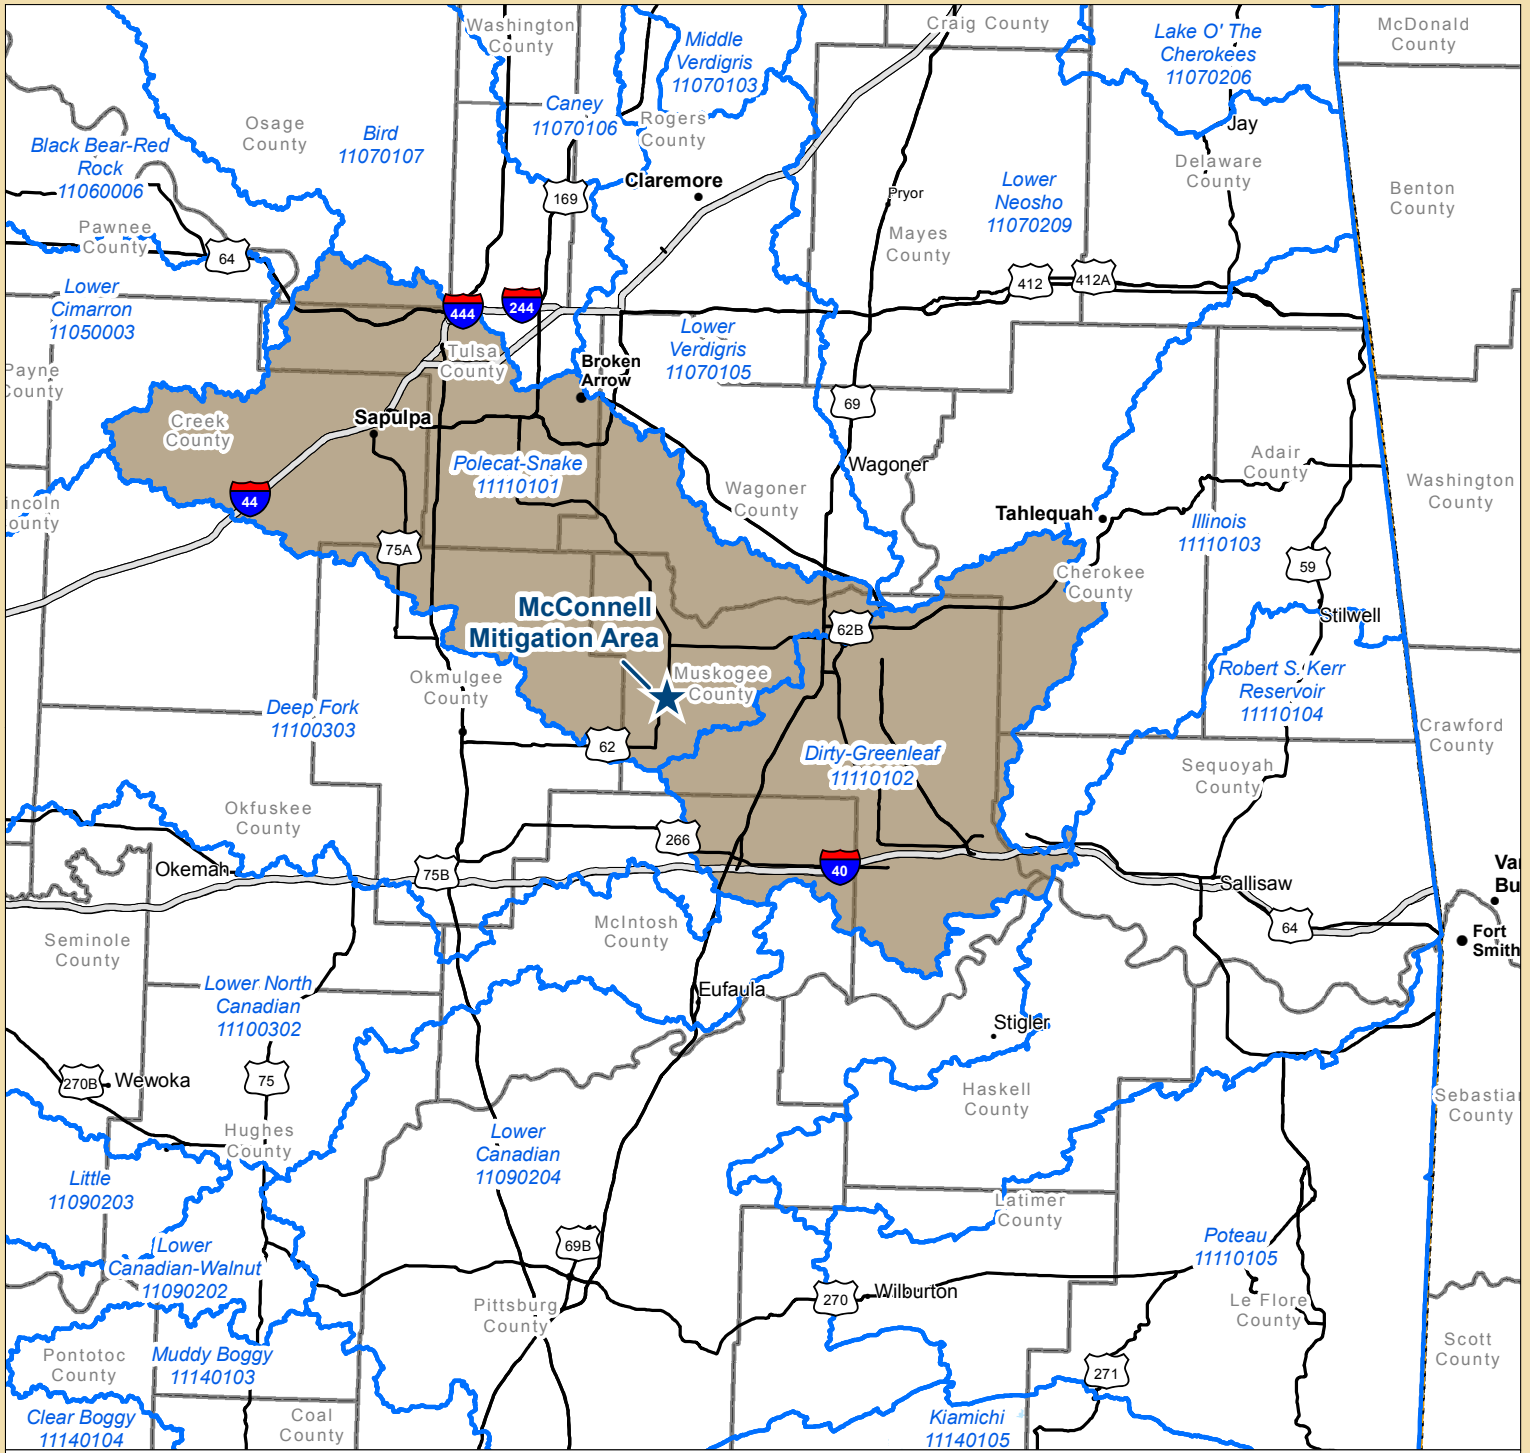 Washington
County
Middle
Verdigris
11070103
Craig County
Lake O' The
Cherokees
11070206
McDonald
County
Osage
County
Bird
11070107
Caney
11070106
Rogers
County
Jay
Black Bear-Red
Rock
11060006
Claremore
169
Pryor
Lower
Neosho
11070209
Delaware
County
Benton
County
Pawnee
County
64
Mayes
County
412
412A
Lower
Cimarron
11050003
444
244
Lower
Verdigris
11070105
Tulsa
County
Broken
Arrow
Payne
County
69
Creek
County
Sapulpa
Polecat-Snake
11110101
Wagoner
Wagoner
County
Adair
County
Washington
County
44
Tahlequah
Illinois
11110103
75A
59
Cherokee
County
McConnell
Mitigation Area
62B
Stilwell
Muskogee
County
Okmulgee
County
Robert S. Kerr
Reservoir
11110104
Deep Fork
11100303
62
Dirty-Greenleaf
11110102
Crawford
County
Sequoyah
County
Okfuskee
County
266
Okemah
75B
40
Sallisaw
64
Fort
Smith
Seminole
County
McIntosh
County
Lower North
Canadian
11100302
Eufaula
Stigler
270B
Wewoka
75
Haskell
County
County
Hughes
County
Lower
Canadian
11090204
Little
11090203
Latimer
County
Lower
Canadian-Walnut
11090202
69B
Poteau
11110105
270
Wilburton
Pittsburg
County
Le Flore
County
Pontotoc
County
Muddy Boggy
11140103
271
Scott
County
Clear Boggy
11140104
Coal
County
Kiamichi
11140105